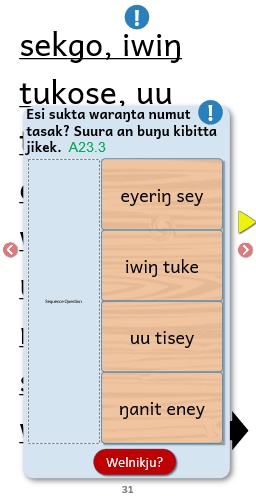 sekgo, iwiŋ
tukose, uu
Esi sukta waraŋta numut
tasak? Suura an buŋu kibitta
jikek. A23.3
eyeriŋ sey
iwiŋ tuke
Sequence Question
uu tisey
ŋanit eney
Welnikju?
31